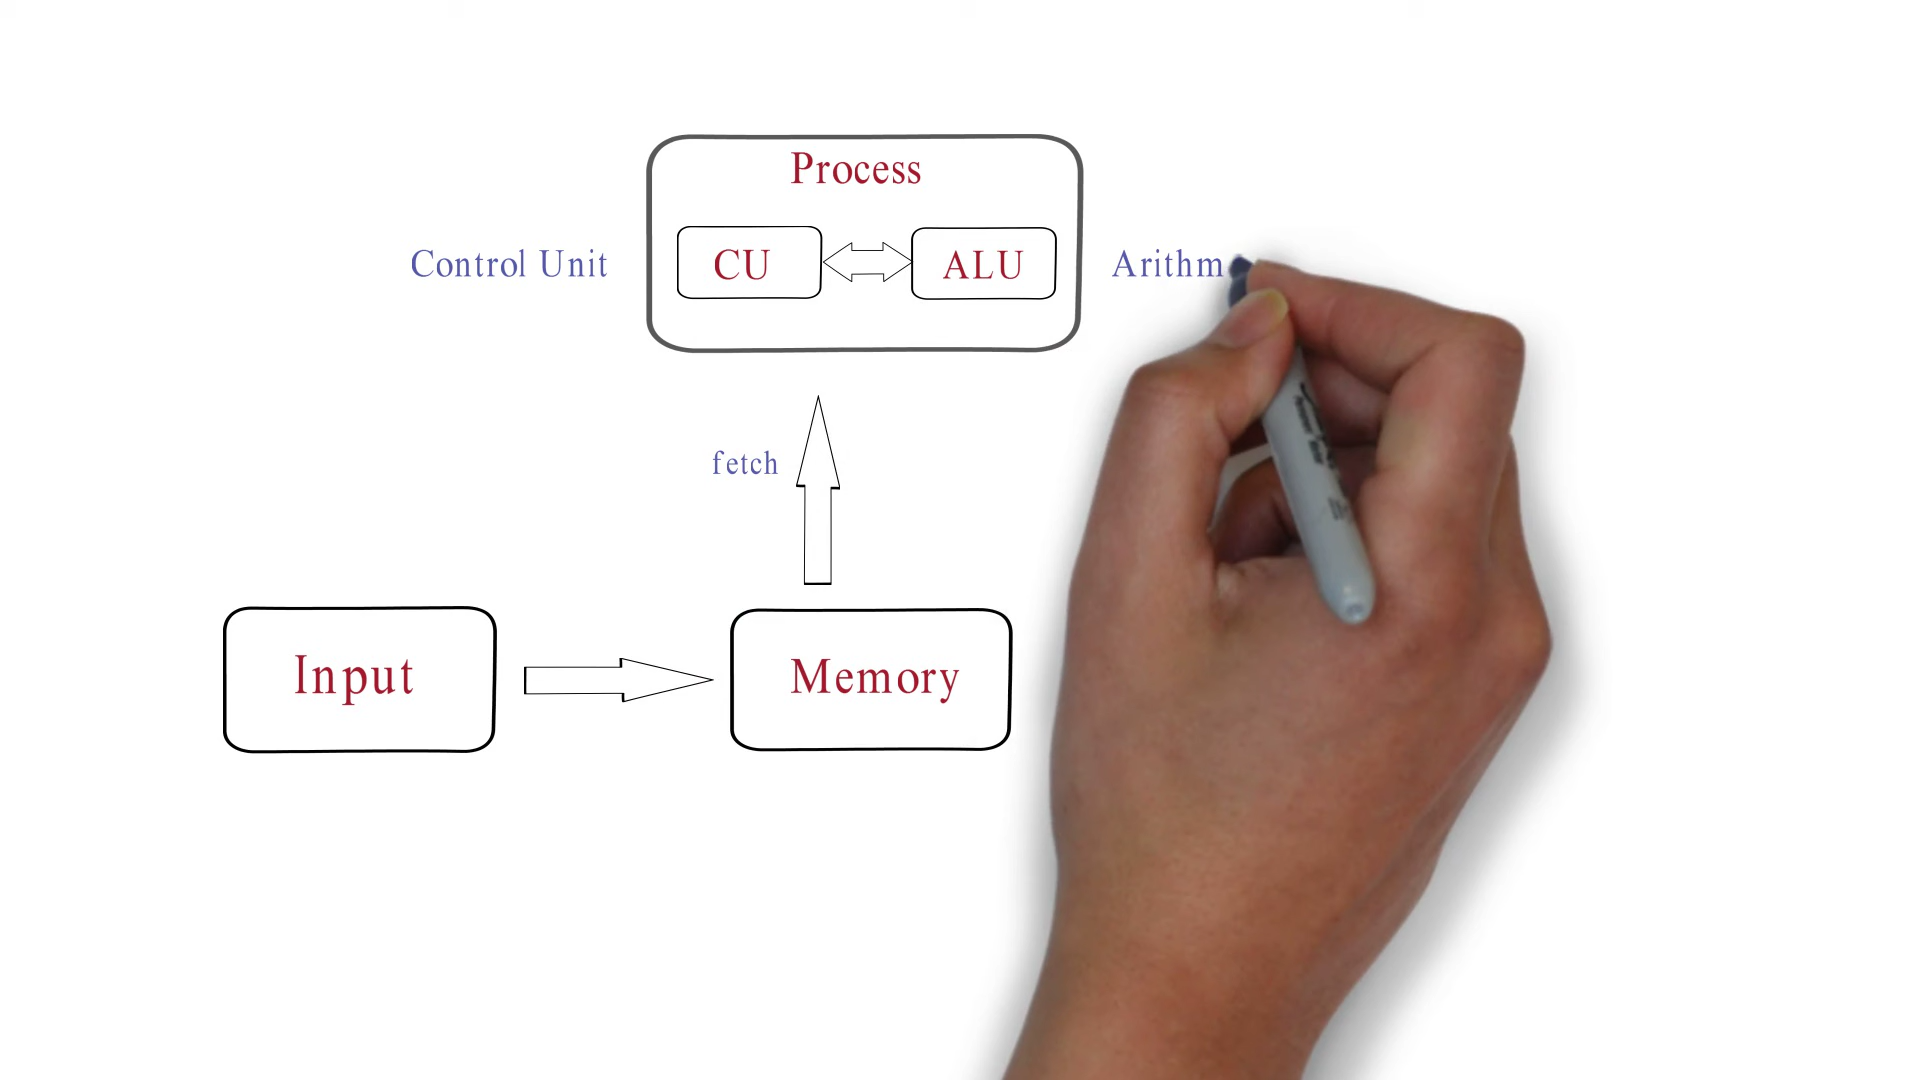 Process
Control Unit CU ALU Arithm
fetch
Input Memory